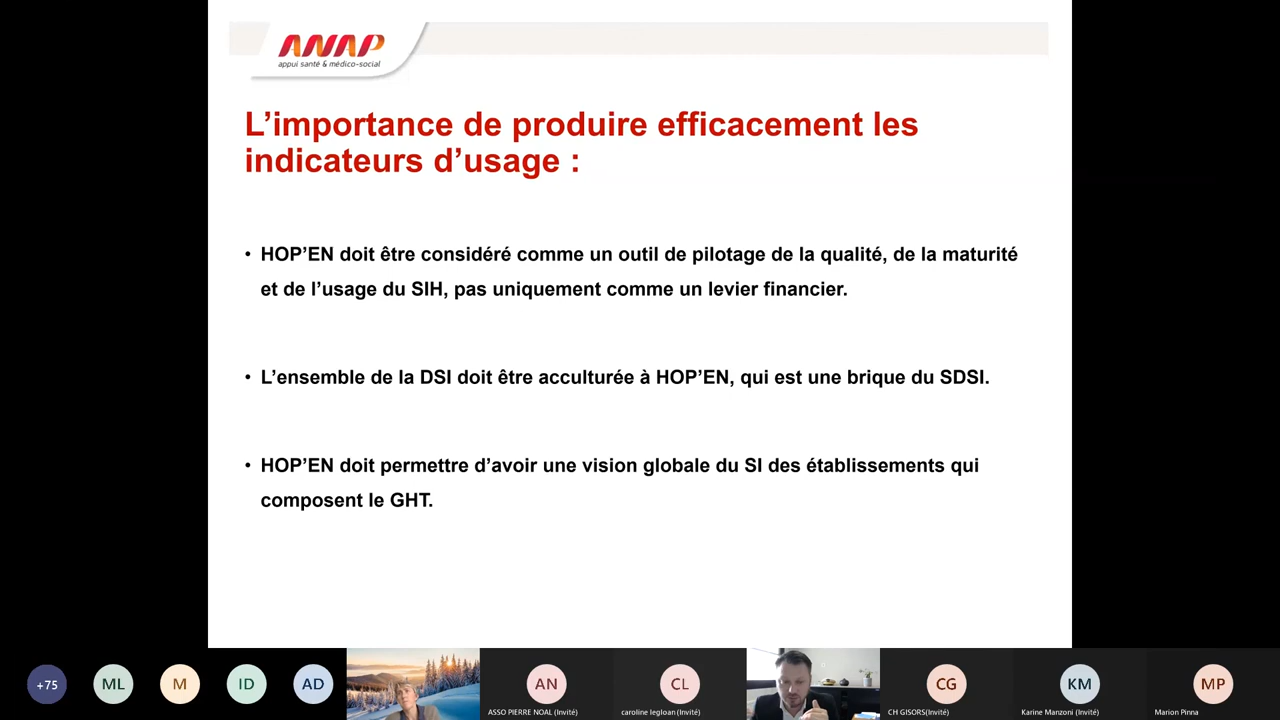 ANAP
appui santé & médico-social
L’importance de produire efficacement les
indicateurs d’usage :
• HOP’EN doit être considéré comme un outil de pilotage de la qualité, de la maturité
et de l’usage du SIH, pas uniquement comme un levier financier.
• L’ensemble de la DSI doit être acculturée à HOP’EN, qui est une brique du SDSI.
• HOP’EN doit permettre d’avoir une vision globale du SI des établissements qui
composent le GHT.
+75
ML
M
ID
AD
AN
CL
CG
KM
MP
ASSO PIERRE NOAL (Invité)
caroline legloan (Invité)
CH GISORS(Invité)
Karine Manzoni (Invité)
Marion Pinna